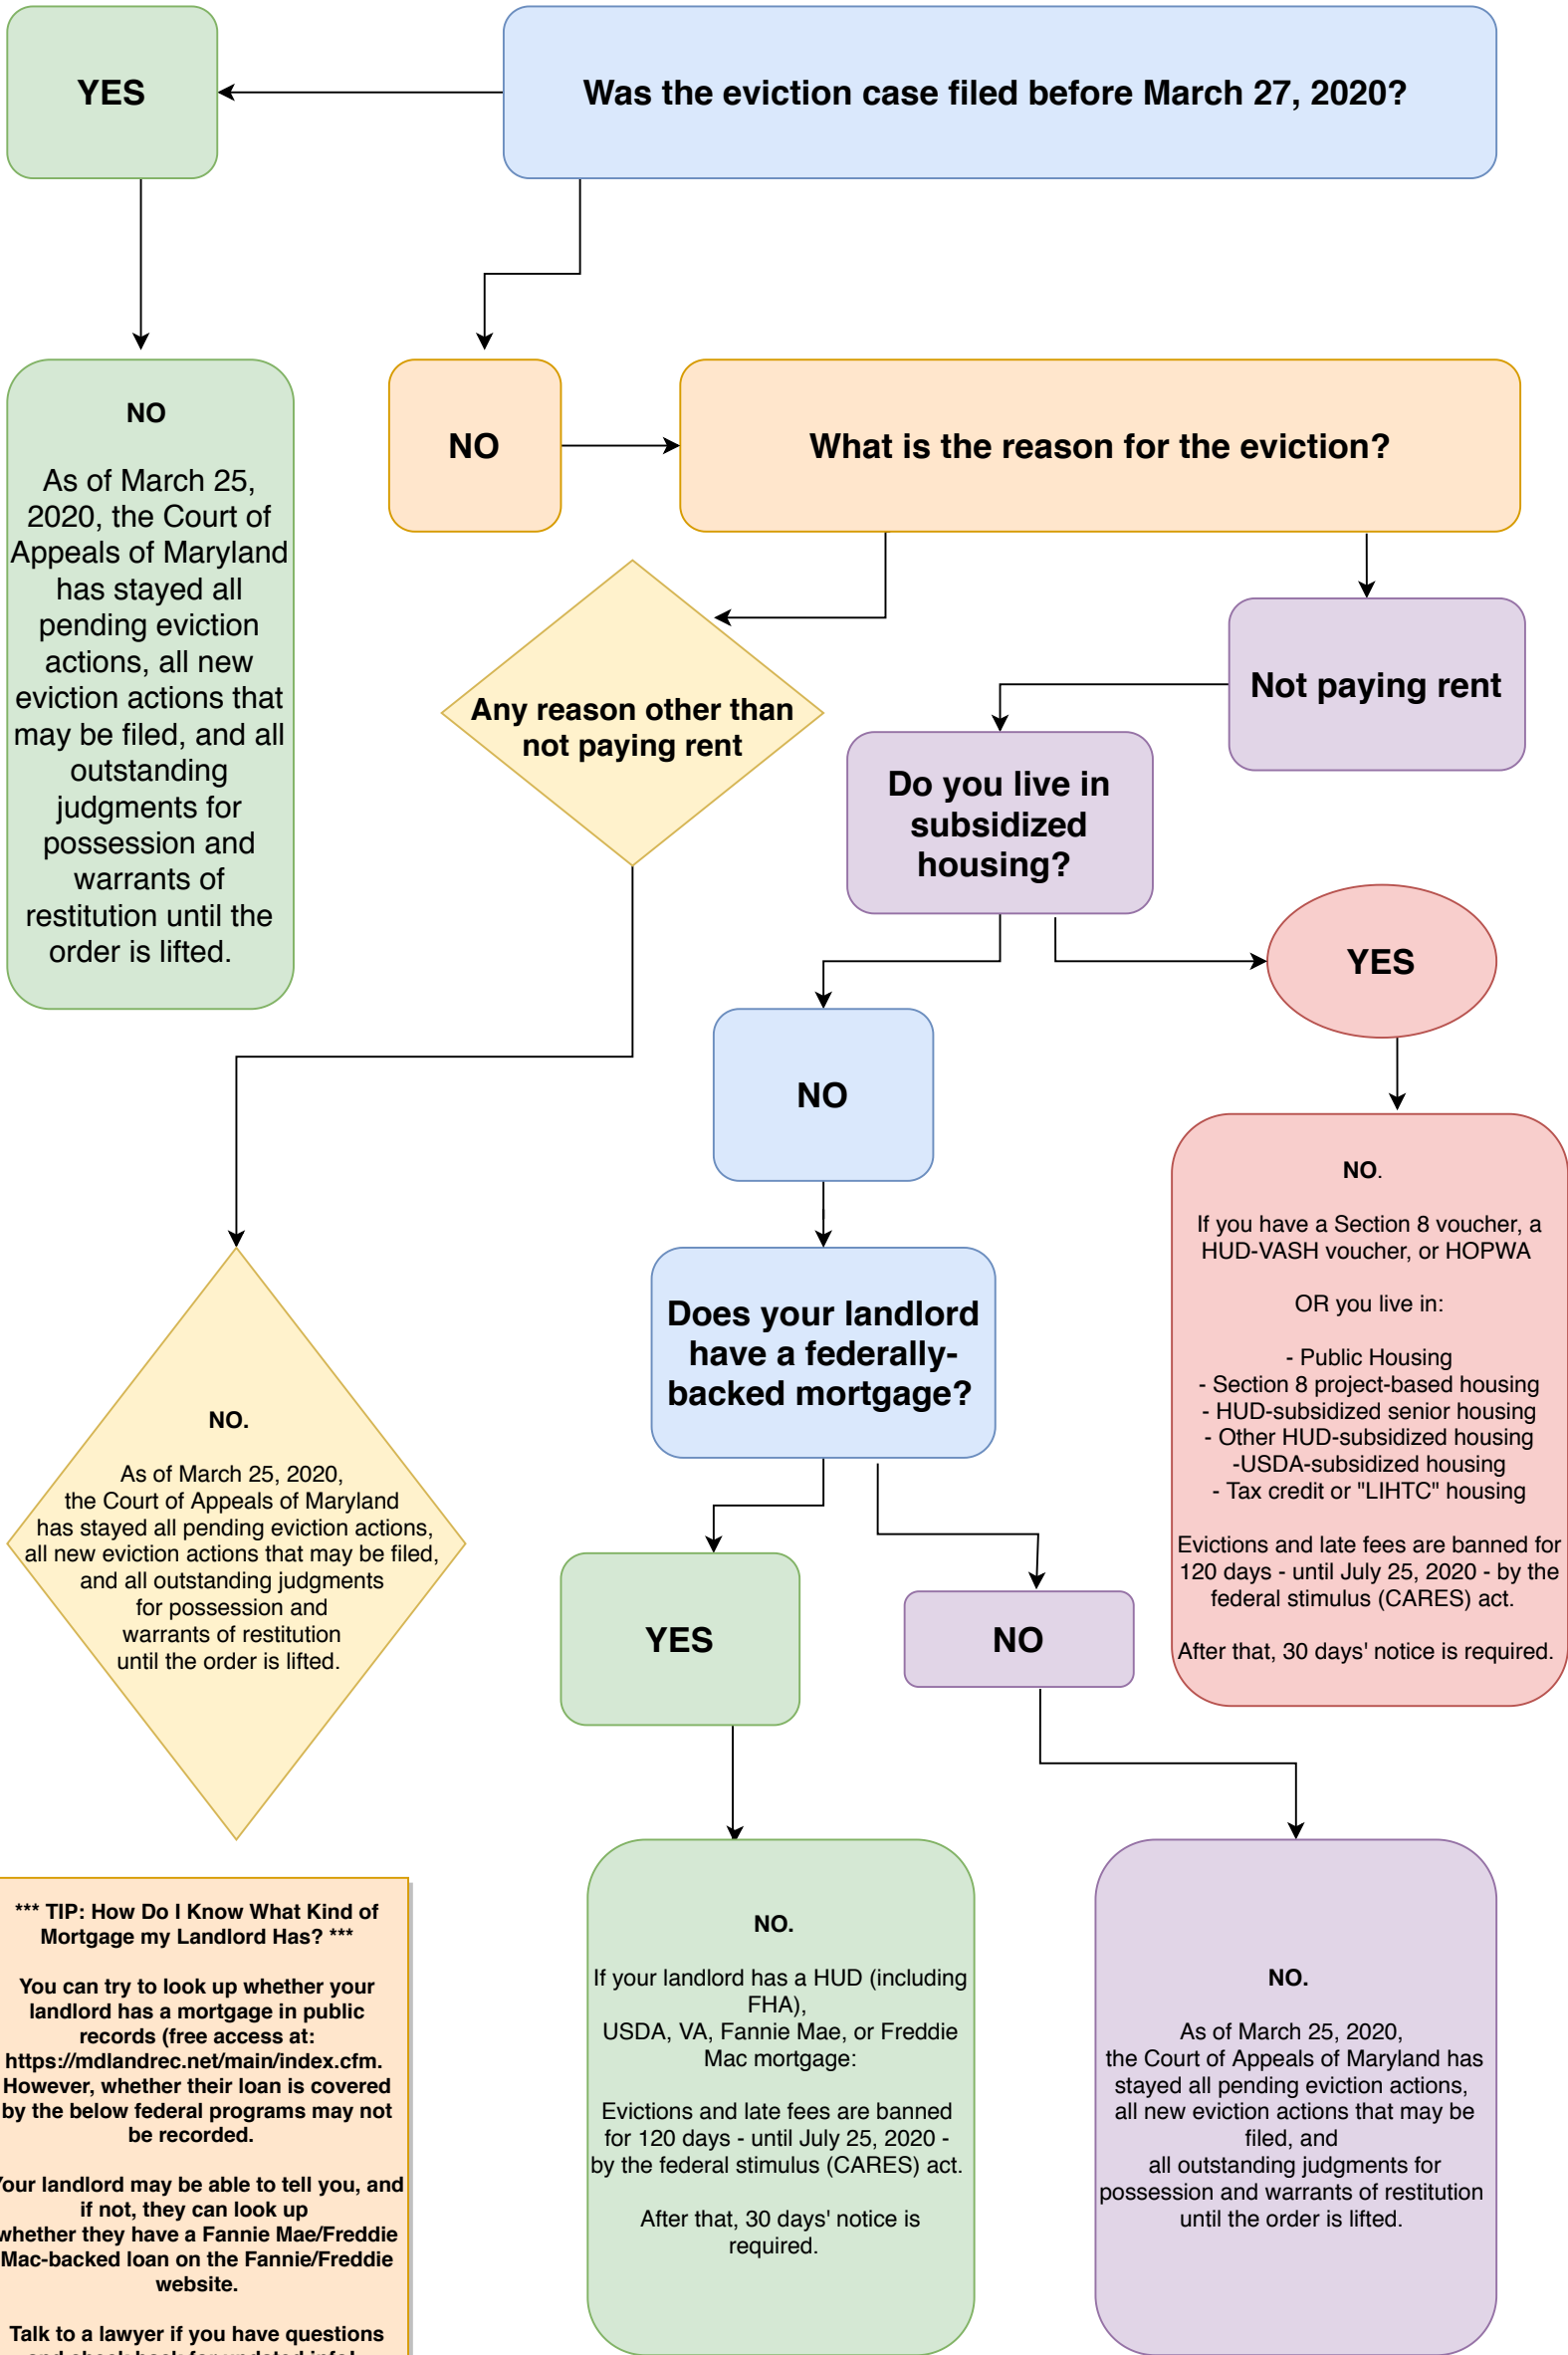 YES
Was the eviction case filed before March 27, 2020?
NO
As of March 25,
2020, the Court of
Appeals of Maryland
has stayed all
pending eviction
actions, all new
eviction actions that
may be filed, and all
outstanding
judgments for
possession and
warrants of
restitution until the
order is lifted.
NO
What is the reason for the eviction?
Any reason other than
not paying rent
Not paying rent
Do you live in
subsidized
housing?
YES
NO
NO.
If you have a Section 8 voucher, a
HUD-VASH voucher, or HOPWA
OR you live in:
- Public Housing
- Section 8 project-based housing
- HUD-subsidized senior housing
- Other HUD-subsidized housing
-USDA-subsidized housing
- Tax credit or "LIHTC" housing
Evictions and late fees are banned for
120 days - until July 25, 2020 - by the
federal stimulus (CARES) act.
After that, 30 days' notice is required.
Does your landlord
have a federally-
backed mortgage?
NO.
As of March 25, 2020,
the Court of Appeals of Maryland
has stayed all pending eviction actions,
all new eviction actions that may be filed,
and all outstanding judgments
for possession and
warrants of restitution
until the order is lifted.
YES
NO
*** TIP: How Do I Know What Kind of
Mortgage my Landlord Has? ***
You can try to look up whether your
landlord has a mortgage in public
records (free access at:
https://mdlandrec.net/main/index.cfm.
However, whether their loan is covered
by the below federal programs may not
be recorded.
Your landlord may be able to tell you, and
if not, they can look up
whether they have a Fannie Mae/Freddie
Mac-backed loan on the Fannie/Freddie
website.
Talk to a lawyer if you have questions
and check back for updated info!
NO.
If your landlord has a HUD (including
FHA),
USDA, VA, Fannie Mae, or Freddie
Mac mortgage:
Evictions and late fees are banned
for 120 days - until July 25, 2020 -
by the federal stimulus (CARES) act.
After that, 30 days' notice is
required.
NO.
As of March 25, 2020,
the Court of Appeals of Maryland has
stayed all pending eviction actions,
all new eviction actions that may be
filed, and
all outstanding judgments for
possession and warrants of restitution
until the order is lifted.